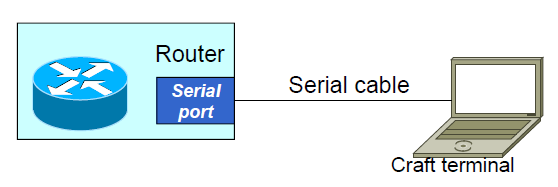 Router
Serial
port
Serial cable
Craft terminal